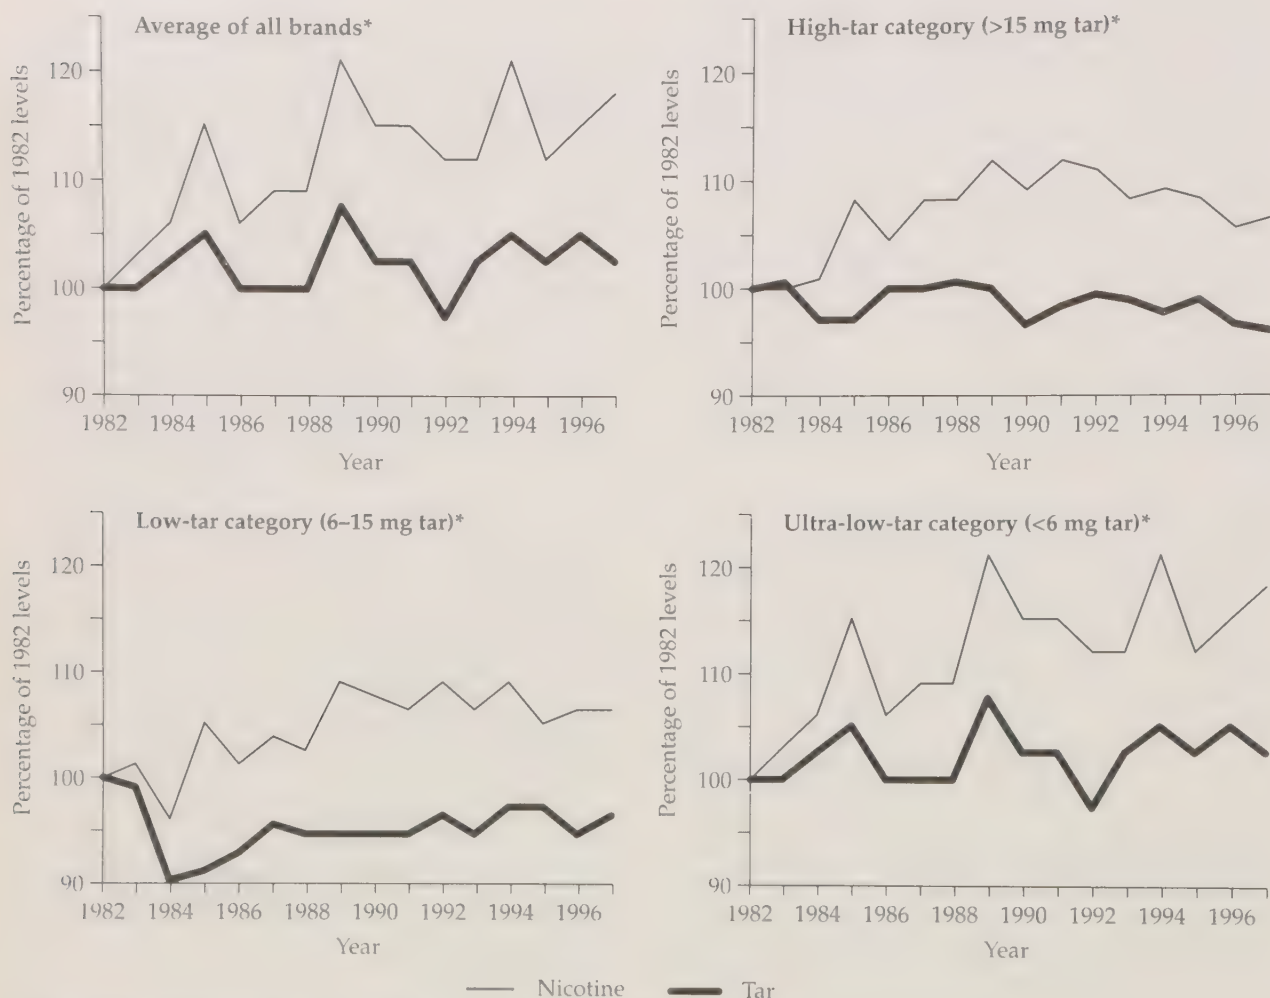 Average of all brands*
Percentage of 1982 levels
120
110
100
90
1982 1984 1986 1988 1990 1992 1994 1996
Year
High-tar category (>15 mg tar)*
Percentage of 1982 levels
120
110
100
90
1982 1984 1986 1988 1990 1992 1994 1996
Year
Low-tar category (6–15 mg tar)*
Percentage of 1982 levels
120
110
100
90
1982 1984 1986 1988 1990 1992 1994 1996
Year
Ultra-low-tar category (<6 mg tar)*
Percentage of 1982 levels
120
110
100
90
1982 1984 1986 1988 1990 1992 1994 1996
Year
Nicotine Tar